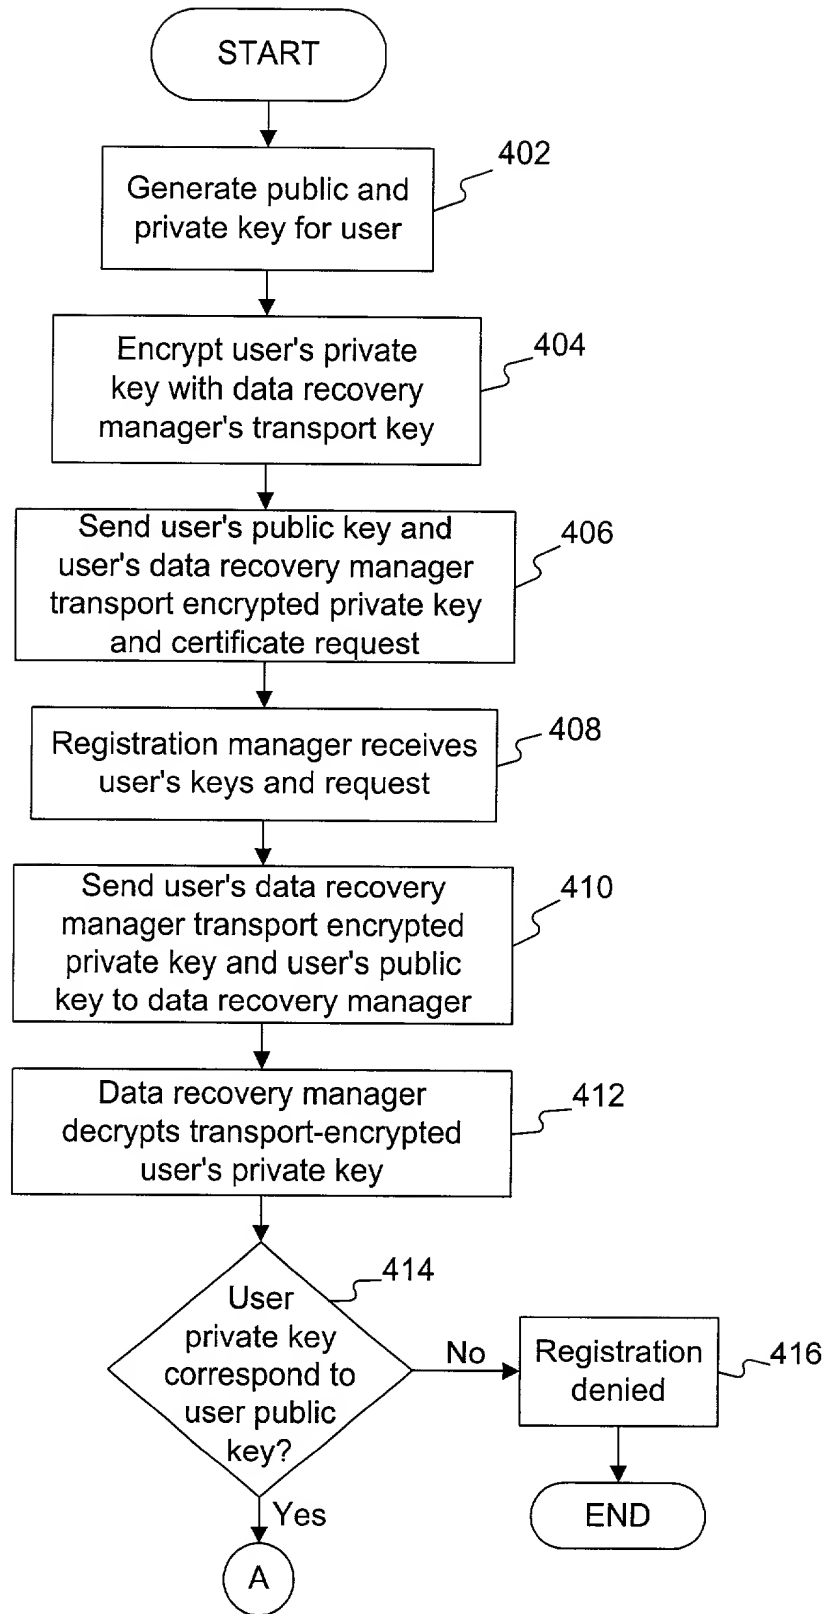 START
402
Generate public and
private key for user
404
Encrypt user's private
key with data recovery
manager's transport key
406
Send user's public key and
user's data recovery manager
transport encrypted private key
and certificate request
408
Registration manager receives
user's keys and request
410
Send user's data recovery
manager transport encrypted
private key and user's public
key to data recovery manager
412
Data recovery manager
decrypts transport-encrypted
user's private key
414
User
private key
correspond to
user public
key?
No
Registration
denied
416
END
Yes
A